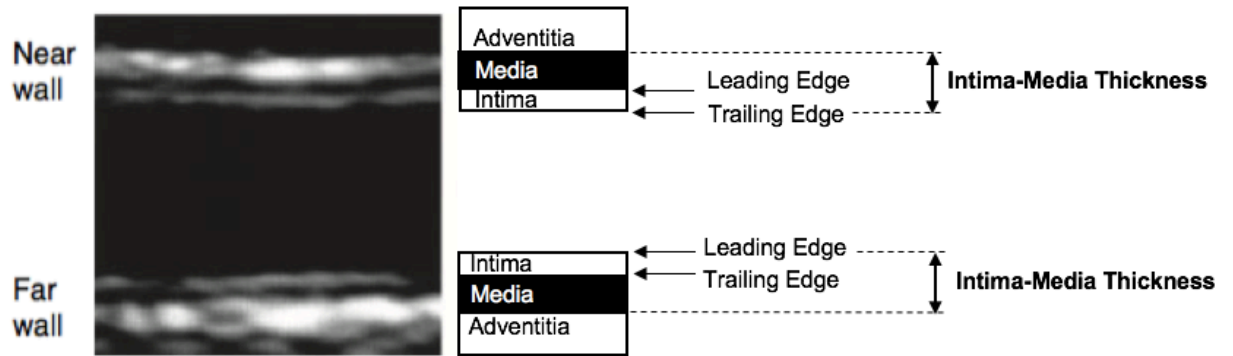 Near
wall
Adventitia
Media
Intima
Leading Edge
Trailing Edge
Intima-Media Thickness
Far
wall
Intima
Media
Adventitia
Leading Edge
Trailing Edge
Intima-Media Thickness